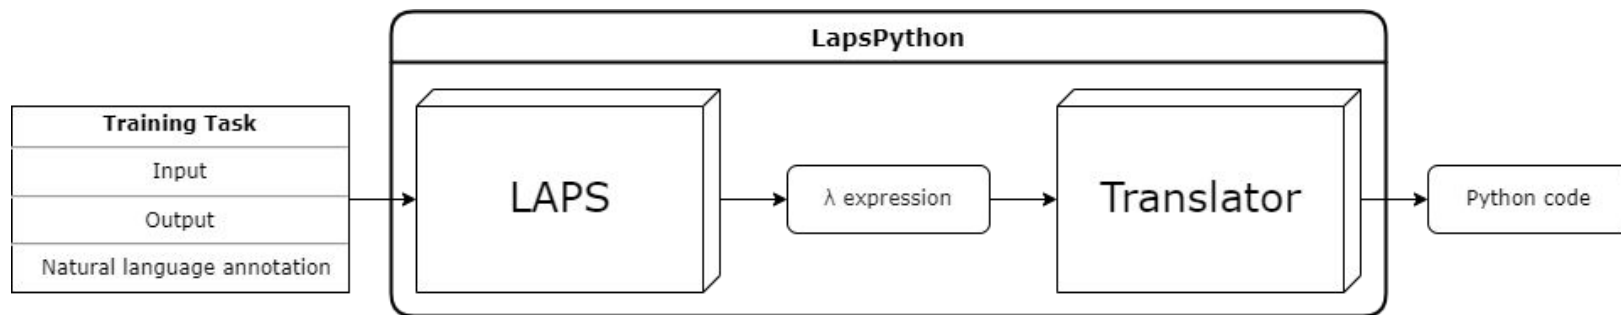 LapsPython
Training Task
Input
Output
Natural language annotation
LAPS
λ expression
Translator
Python code